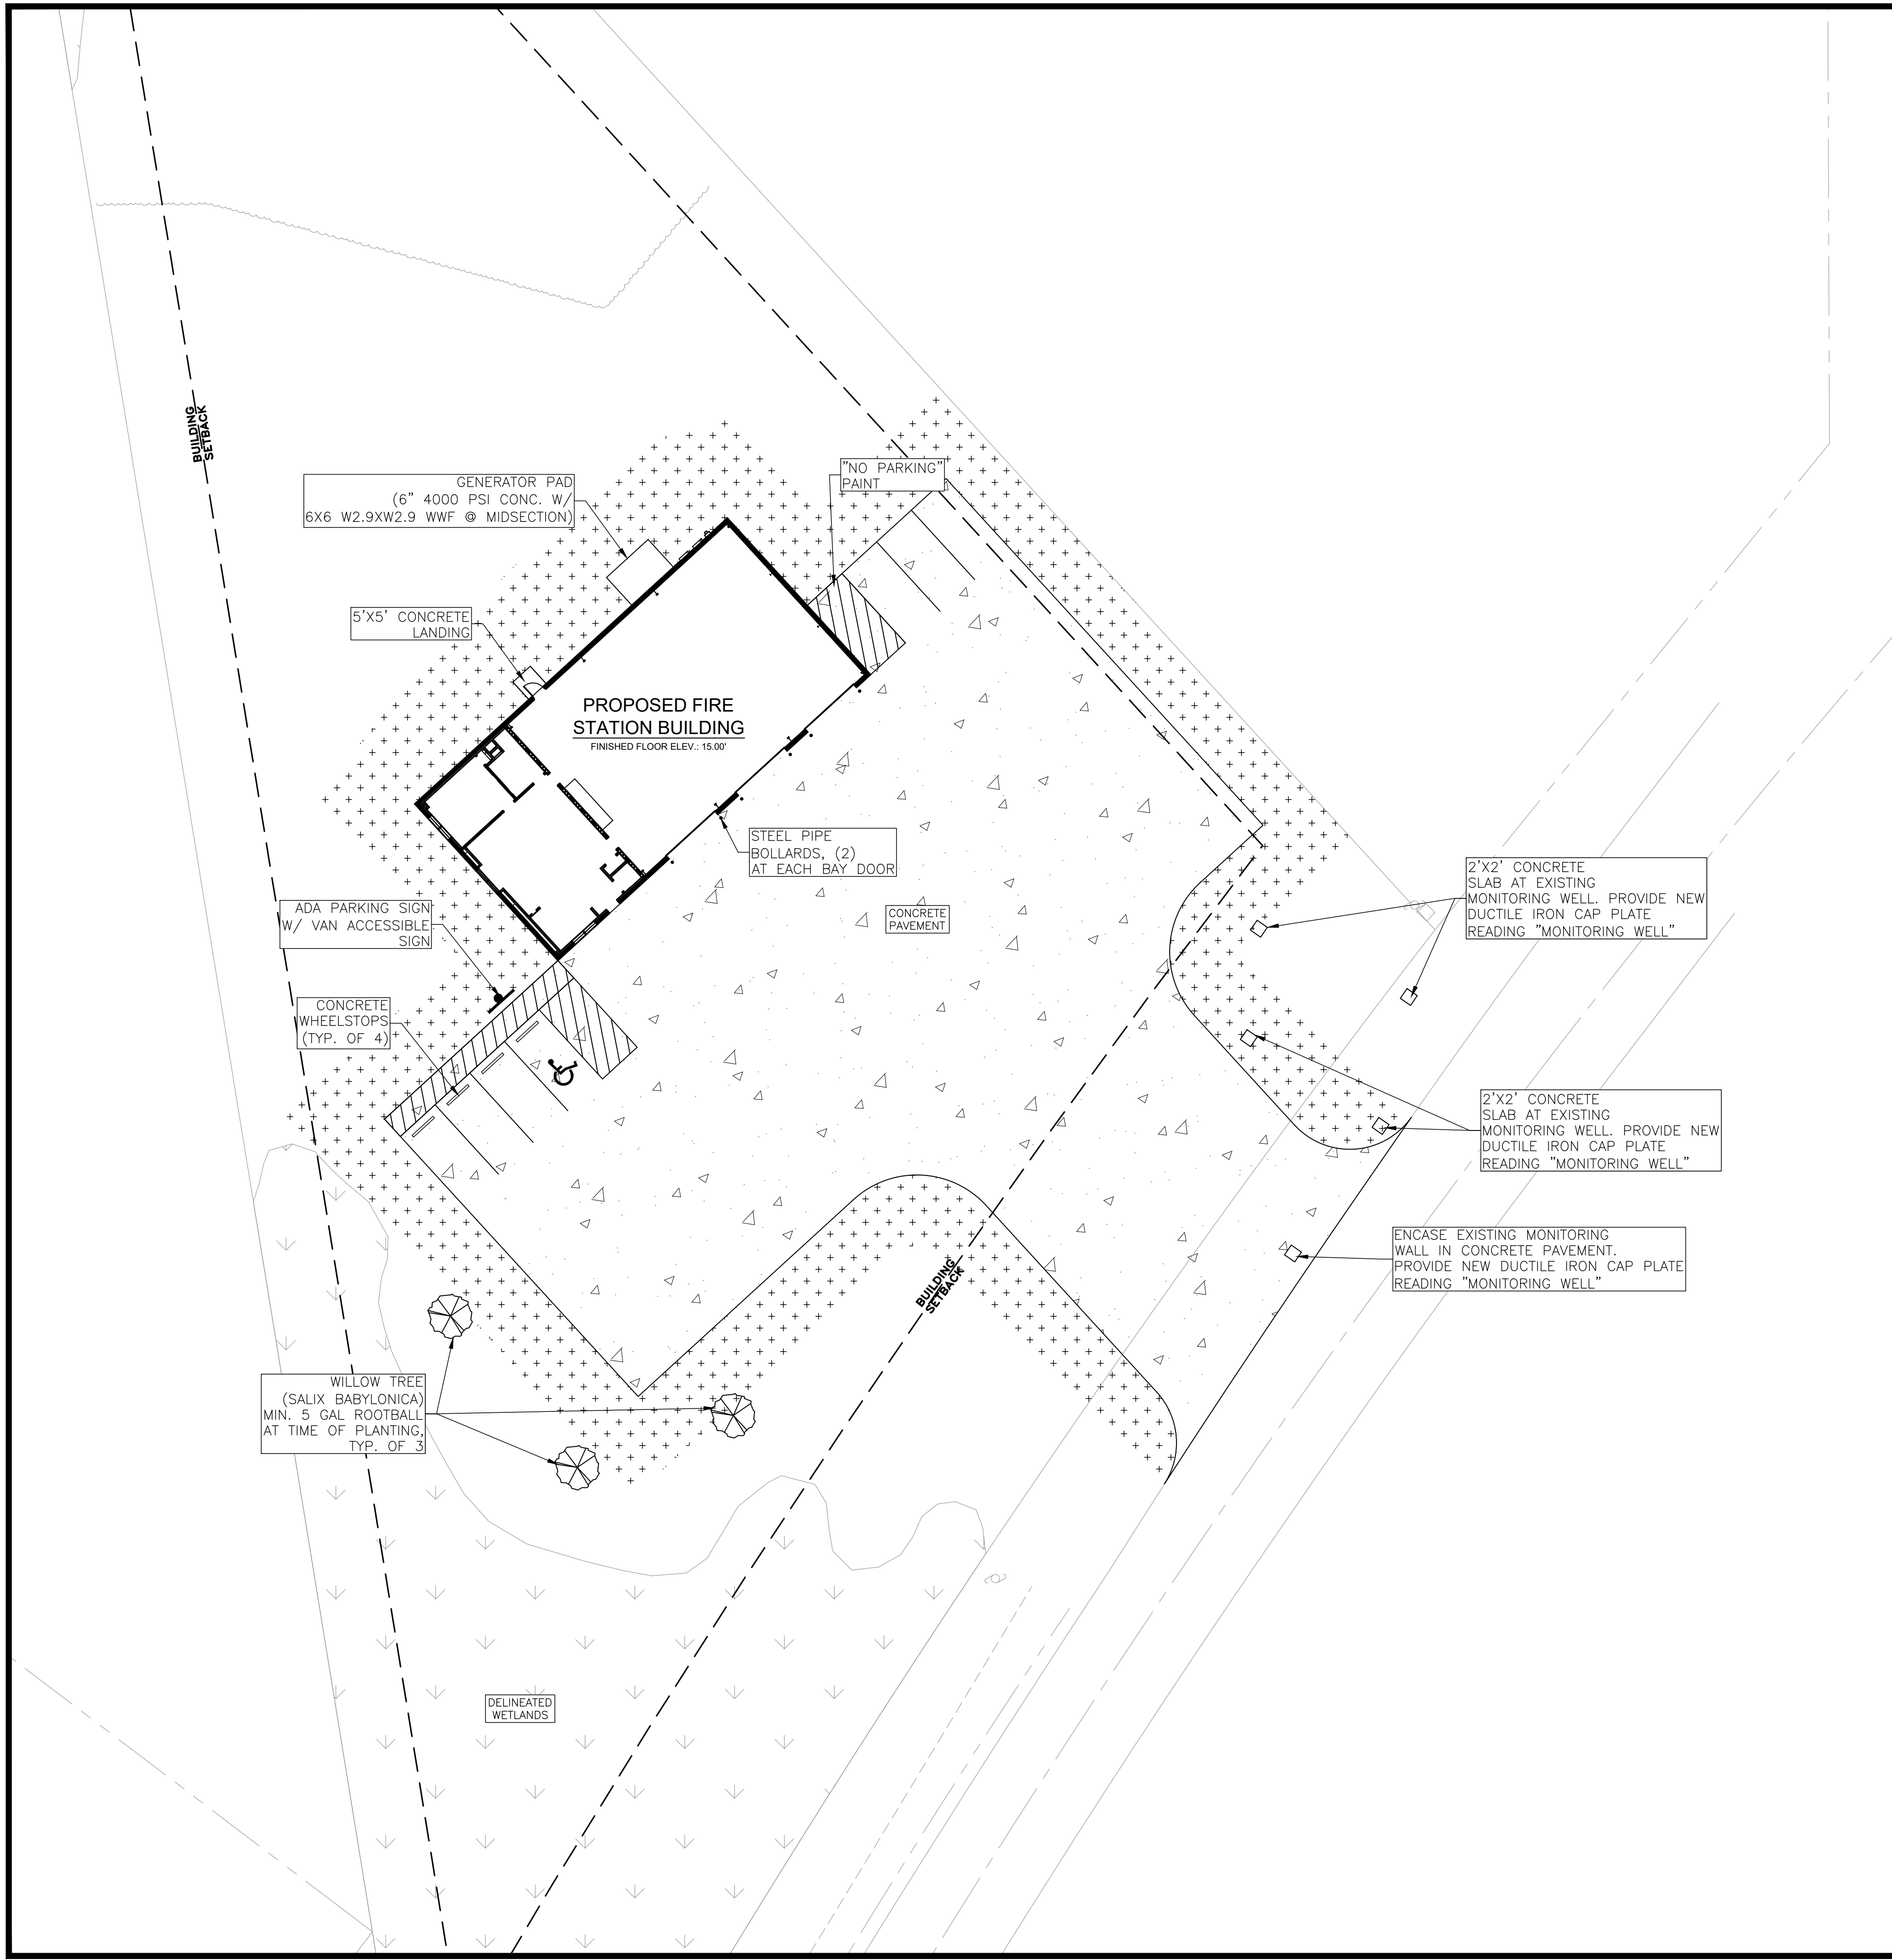 BUILDING
SETBACK
GENERATOR PAD
(6" 4000 PSI CONC. W/
6X6 W2.9XW2.9 WWF @ MIDSECTION)
"NO PARKING"
PAINT
5'X5' CONCRETE
LANDING
PROPOSED FIRE
STATION BUILDING
FINISHED FLOOR ELEV.: 15.00'
STEEL PIPE
BOLLARDS, (2)
AT EACH BAY DOOR
2'X2' CONCRETE
SLAB AT EXISTING
MONITORING WELL. PROVIDE NEW
DUCTILE IRON CAP PLATE
READING "MONITORING WELL"
ADA PARKING SIGN
W/ VAN ACCESSIBLE
SIGN
CONCRETE
PAVEMENT
CONCRETE
WHEELSTOPS
(TYP. OF 4)
2'X2' CONCRETE
SLAB AT EXISTING
MONITORING WELL. PROVIDE NEW
DUCTILE IRON CAP PLATE
READING "MONITORING WELL"
ENCASE EXISTING MONITORING
WALL IN CONCRETE PAVEMENT.
PROVIDE NEW DUCTILE IRON CAP PLATE
READING "MONITORING WELL"
BUILDING
SETBACK
WILLOW TREE
(SALIX BABYLONICA)
MIN. 5 GAL ROOTBALL
AT TIME OF PLANTING,
TYP. OF 3
DELINEATED
WETLANDS